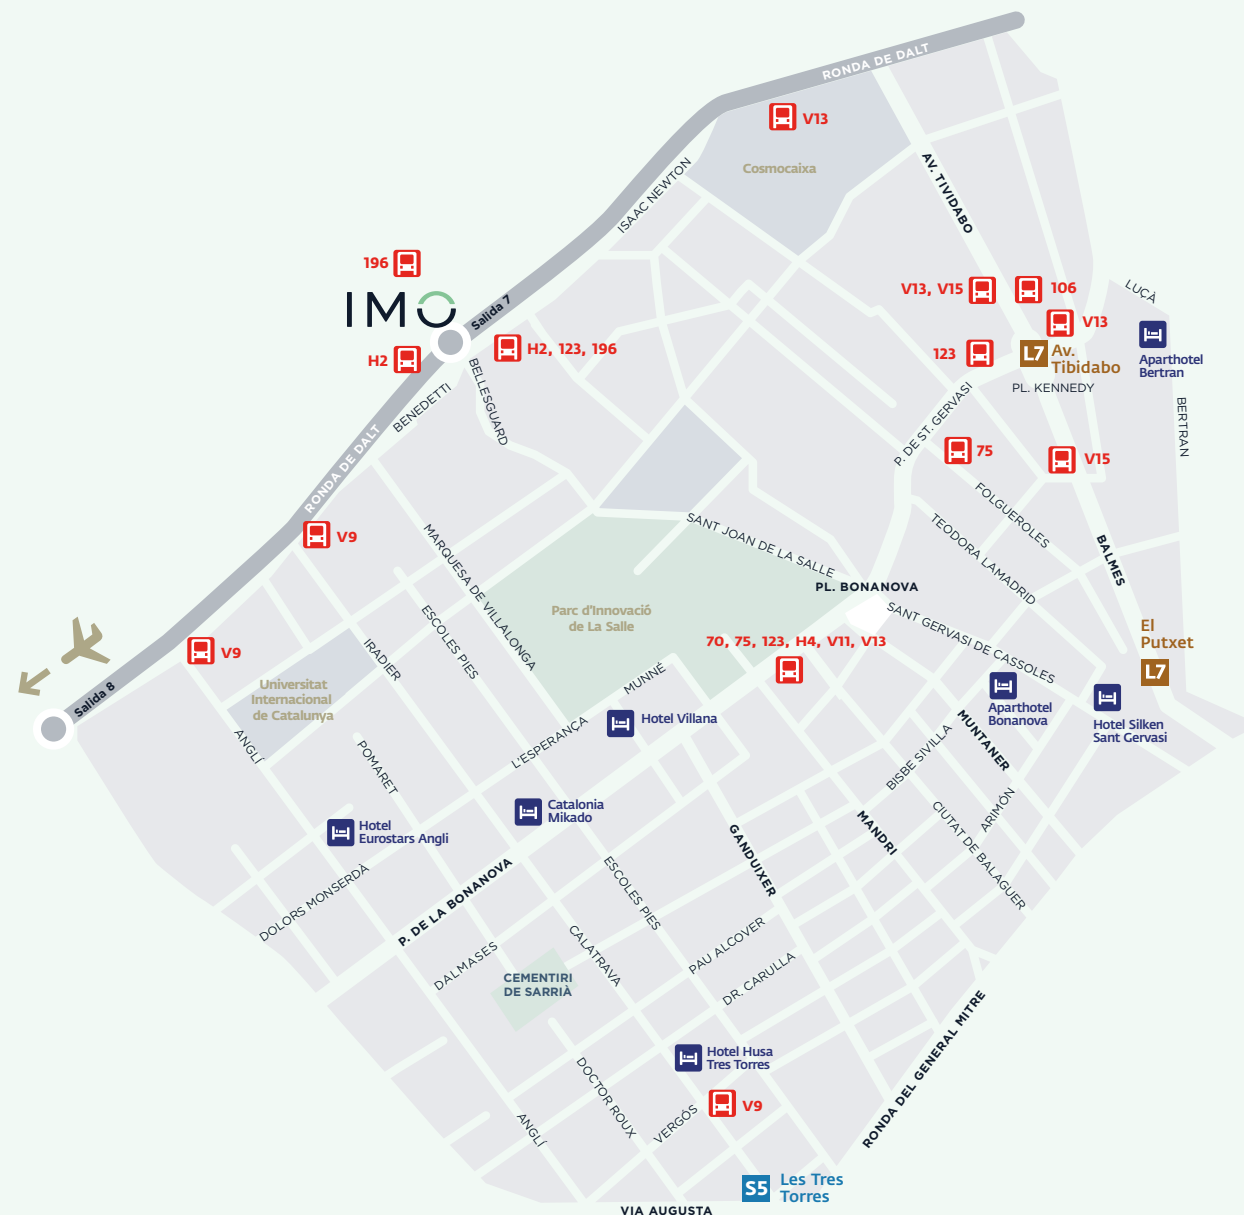 RONDA DE DALT
V13
Cosmocaixa
ISAAC NEWTON
AV. TIVIDABO
196
IMO
Salida 7
H2
H2, 123, 196
V13, V15
106
V13
LUÇÀ
123
L7
Av.
Tibidabo
PL. KENNEDY
Aparthotel
Bertran
BERTRAN
BENEDETTI
BELLESGUARD
P. DE ST. GERVASI
75
V15
RONDA DE DALT
V9
FOLGUEROLES
TEODORA LAMADRID
BALMES
MARQUESA DE VILLALONGA
SANT JOAN DE LA SALLE
PL. BONANOVA
Parc d'Innovació
de La Salle
SANT GERVASI DE CASSOLES
El
Putxet
L7
70, 75, 123, H4, V11, V13
V9
IRADIER
ESCOLES PIES
MUNNÉ
Salida 8
Universitat
Internacional
de Catalunya
Hotel Villana
Aparthotel
Bonanova
Hotel Silken
Sant Gervasi
ANGLÍ
POMARET
L'ESPERANÇA
MUNTANER
BISBE SIVILLA
Catalonia
Mikado
Hotel
Eurostars Angli
GANDUIXER
MANDRI
CIUTAT DE BALAGUER
ARIMÓN
DOLORS MONSERDÀ
P. DE LA BONANOVA
ESCOLES PIES
DALMASES
CALATRAVA
PAU ALCOVER
DR. CARULLA
CEMENTIRI
DE SARRIÀ
Hotel Husa
Tres Torres
V9
DOCTOR ROUX
VERGÓS
ANGLÍ
RONDA DEL GENERAL MITRE
S5
Les Tres
Torres
VIA AUGUSTA